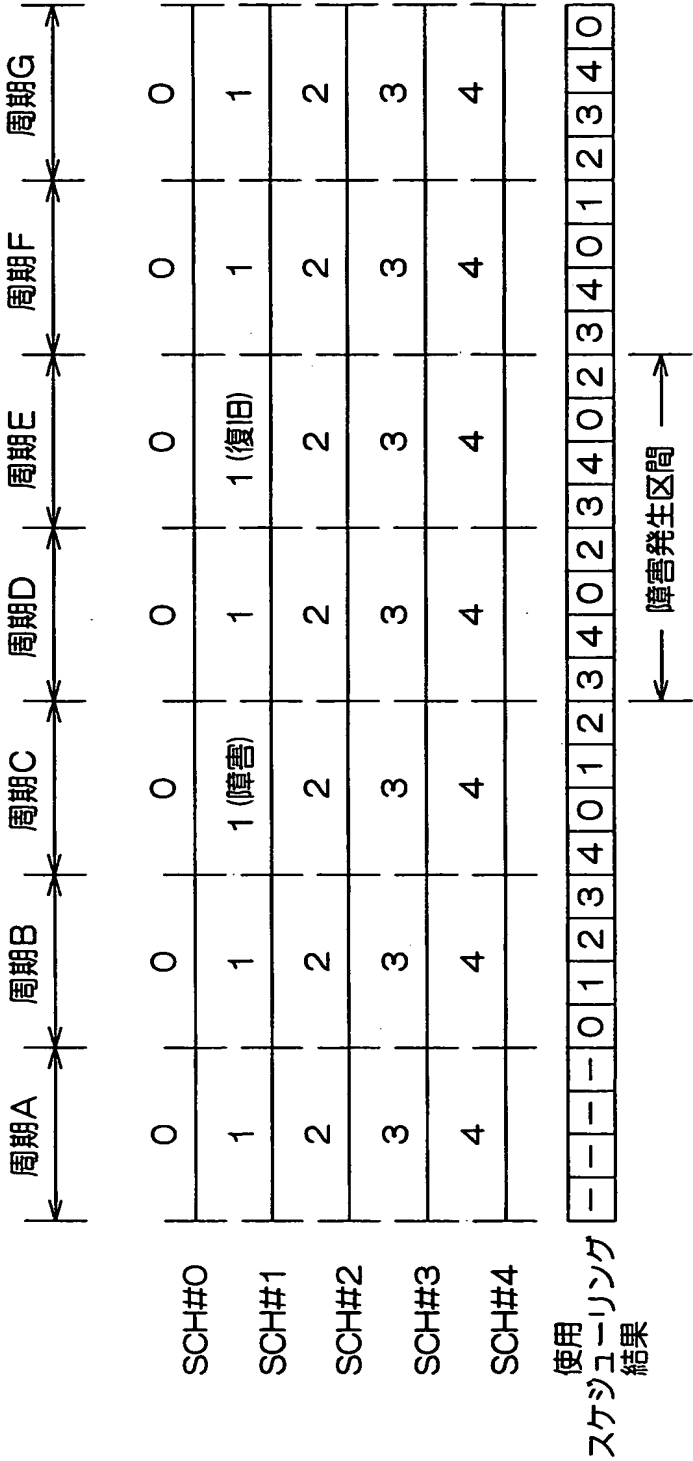 周期A 周期B 周期C 周期D 周期E 周期F 周期G
SCH#0 0 0 0 0 0 0 0
SCH#1 1 1 1(障害) 1 1(復旧) 1 1
SCH#2 2 2 2 2 2 2 2
SCH#3 3 3 3 3 3 3 3
SCH#4 4 4 4 4 4 4 4
使用
スケジューリング
結果
– – – – 0 1 2 3 4 0 1 2 3 4 0 2 3 4 0 2 3 4 0 1 2 3 4 0
障害発生区間